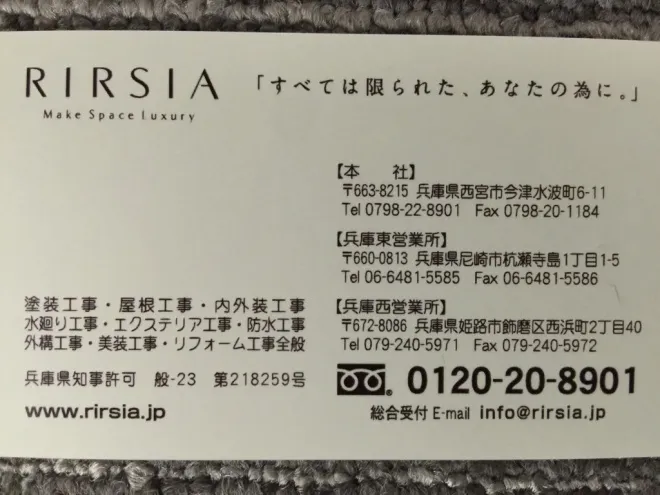 RIRSIA 「すべては限られた、あなたの為に。」
Make Space Luxury
【本 社】
〒663-8215 兵庫県西宮市今津水波町6-11
Tel 0798-22-8901 Fax 0798-20-1184
【兵庫東営業所】
〒660-0813 兵庫県尼崎市杭瀬寺島1丁目1-5
Tel 06-6481-5585 Fax 06-6481-5586
【兵庫西営業所】
〒672-8086 兵庫県姫路市飾磨区西浜町2丁目40
Tel 079-240-5971 Fax 079-240-5972
0120-20-8901
総合受付 E-mail info@rirsia.jp
塗装工事・屋根工事・内外装工事
水廻り工事・エクステリア工事・防水工事
外構工事・美装工事・リフォーム工事全般
兵庫県知事許可 般-23 第218259号
www.rirsia.jp